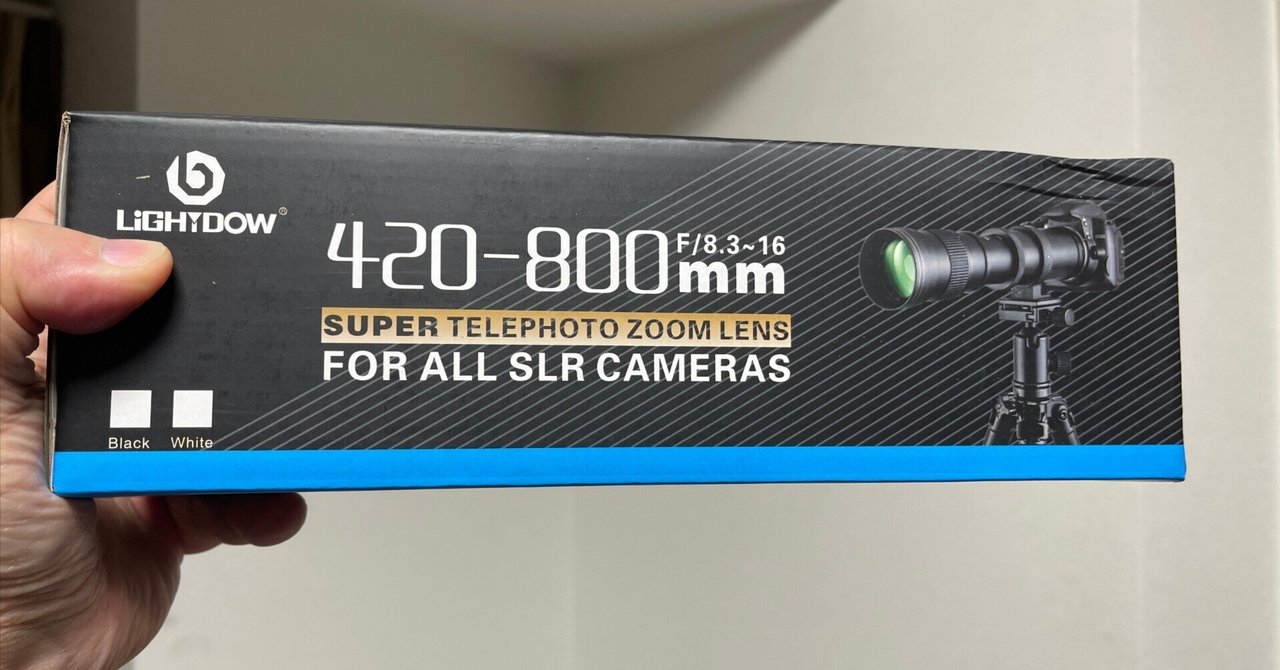 LiGHTDOW®
420-800mm F/8.3~16
SUPER TELEPHOTO ZOOM LENS
FOR ALL SLR CAMERAS
Black White